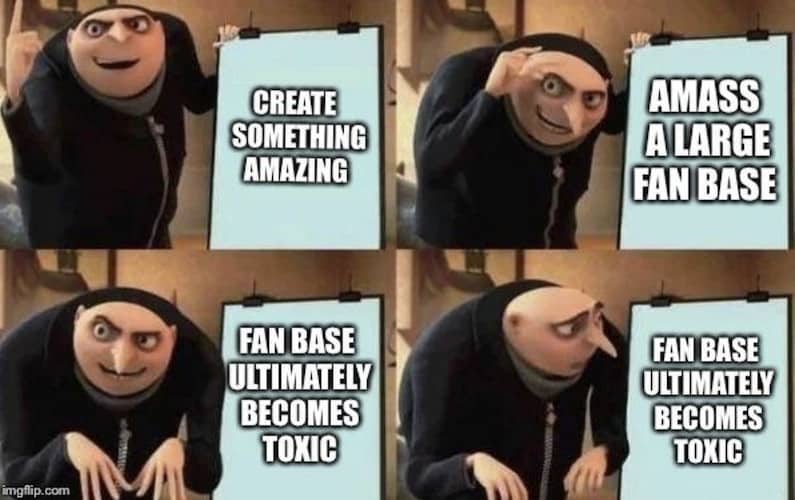 CREATE
SOMETHING
AMAZING
AMASS
A LARGE
FAN BASE
FAN BASE
ULTIMATELY
BECOMES
TOXIC
FAN BASE
ULTIMATELY
BECOMES
TOXIC
imgflip.com